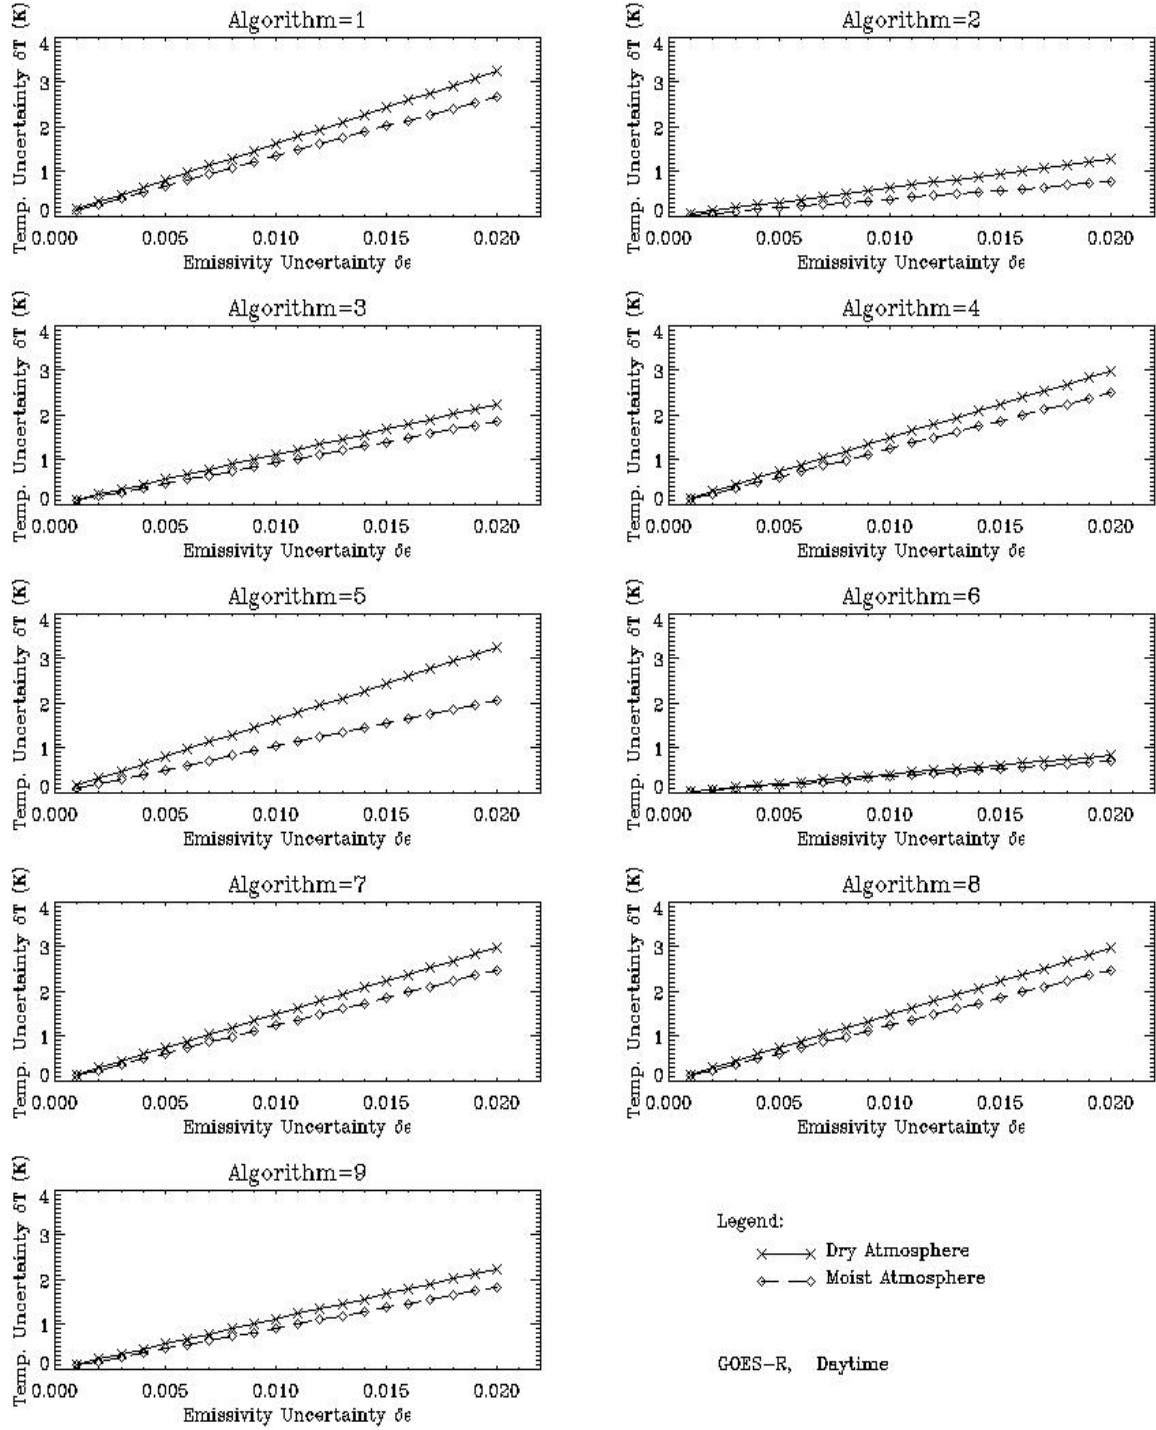 Algorithm=1
Temp. Uncertainty δT (K)
4
3
2
1
0
0.000 0.005 0.010 0.015 0.020
Emissivity Uncertainty δε
Algorithm=2
Temp. Uncertainty δT (K)
4
3
2
1
0
0.000 0.005 0.010 0.015 0.020
Emissivity Uncertainty δε
Algorithm=3
Temp. Uncertainty δT (K)
4
3
2
1
0
0.000 0.005 0.010 0.015 0.020
Emissivity Uncertainty δε
Algorithm=4
Temp. Uncertainty δT (K)
4
3
2
1
0
0.000 0.005 0.010 0.015 0.020
Emissivity Uncertainty δε
Algorithm=5
Temp. Uncertainty δT (K)
4
3
2
1
0
0.000 0.005 0.010 0.015 0.020
Emissivity Uncertainty δε
Algorithm=6
Temp. Uncertainty δT (K)
4
3
2
1
0
0.000 0.005 0.010 0.015 0.020
Emissivity Uncertainty δε
Algorithm=7
Temp. Uncertainty δT (K)
4
3
2
1
0
0.000 0.005 0.010 0.015 0.020
Emissivity Uncertainty δε
Algorithm=8
Temp. Uncertainty δT (K)
4
3
2
1
0
0.000 0.005 0.010 0.015 0.020
Emissivity Uncertainty δε
Algorithm=9
Temp. Uncertainty δT (K)
4
3
2
1
0
0.000 0.005 0.010 0.015 0.020
Emissivity Uncertainty δε
Legend:
Dry Atmosphere
Moist Atmosphere
GOES-R, Daytime